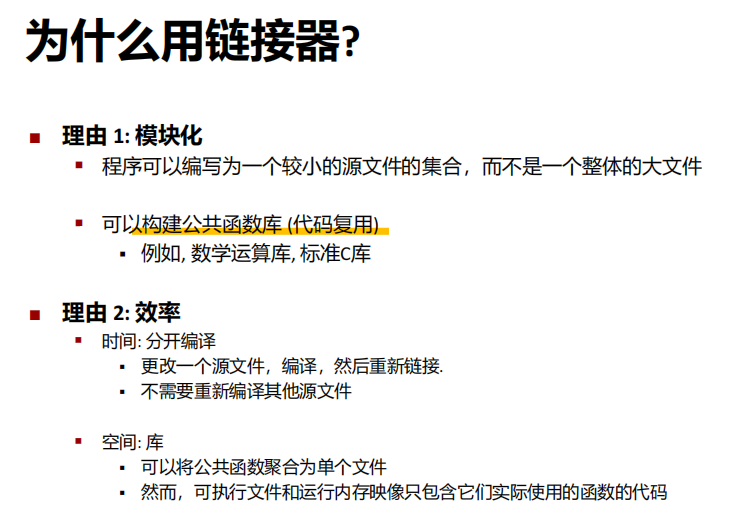 为什么用链接器?
理由 1: 模块化
程序可以编写为一个较小的源文件的集合，而不是一个整体的大文件
可以构建公共函数库 (代码复用)
例如, 数学运算库, 标准C库
理由 2: 效率
时间: 分开编译
更改一个源文件，编译，然后重新链接.
不需要重新编译其他源文件
空间: 库
可以将公共函数聚合为单个文件
然而，可执行文件和运行内存映像只包含它们实际使用的函数的代码